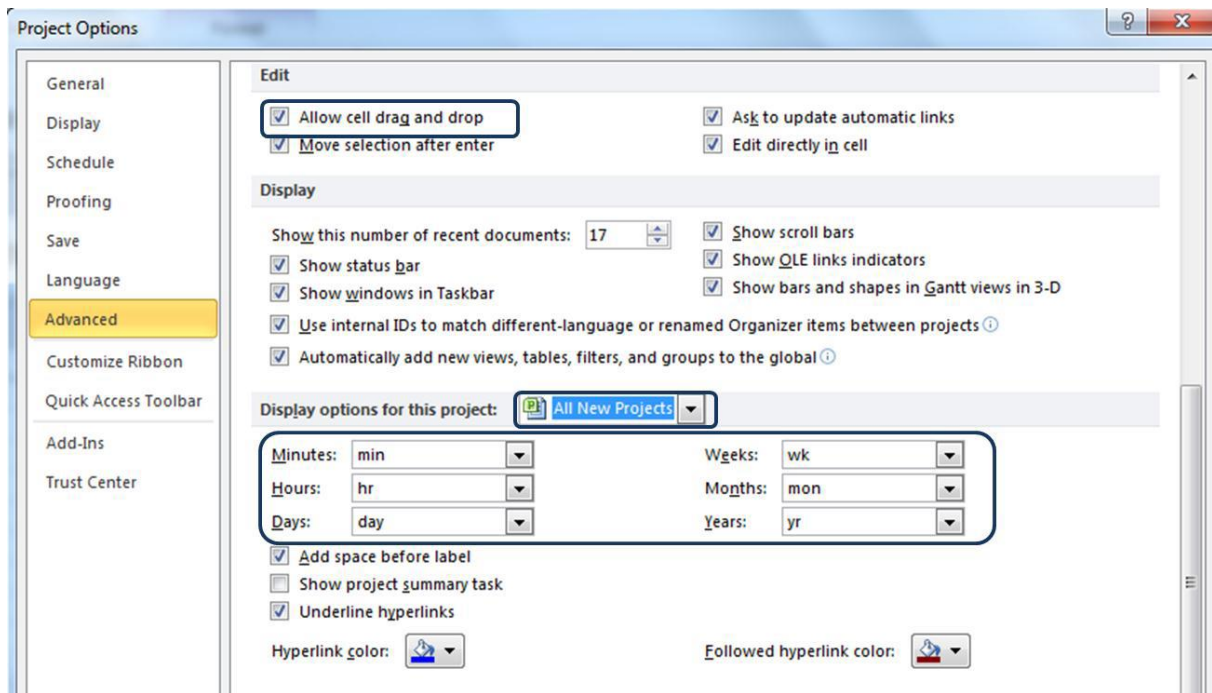 Project Options
General
Display
Schedule
Proofing
Save
Language
Advanced
Customize Ribbon
Quick Access Toolbar
Add-Ins
Trust Center
Edit
Allow cell drag and drop
Ask to update automatic links
Move selection after enter
Edit directly in cell
Display
Show this number of recent documents: 17
Show scroll bars
Show status bar
Show OLE links indicators
Show windows in Taskbar
Show bars and shapes in Gantt views in 3-D
Use internal IDs to match different-language or renamed Organizer items between projects
Automatically add new views, tables, filters, and groups to the global
Display options for this project: All New Projects
Minutes: min Weeks: wk
Hours: hr Months: mon
Days: day Years: yr
Add space before label
Show project summary task
Underline hyperlinks
Hyperlink color: Followed hyperlink color: